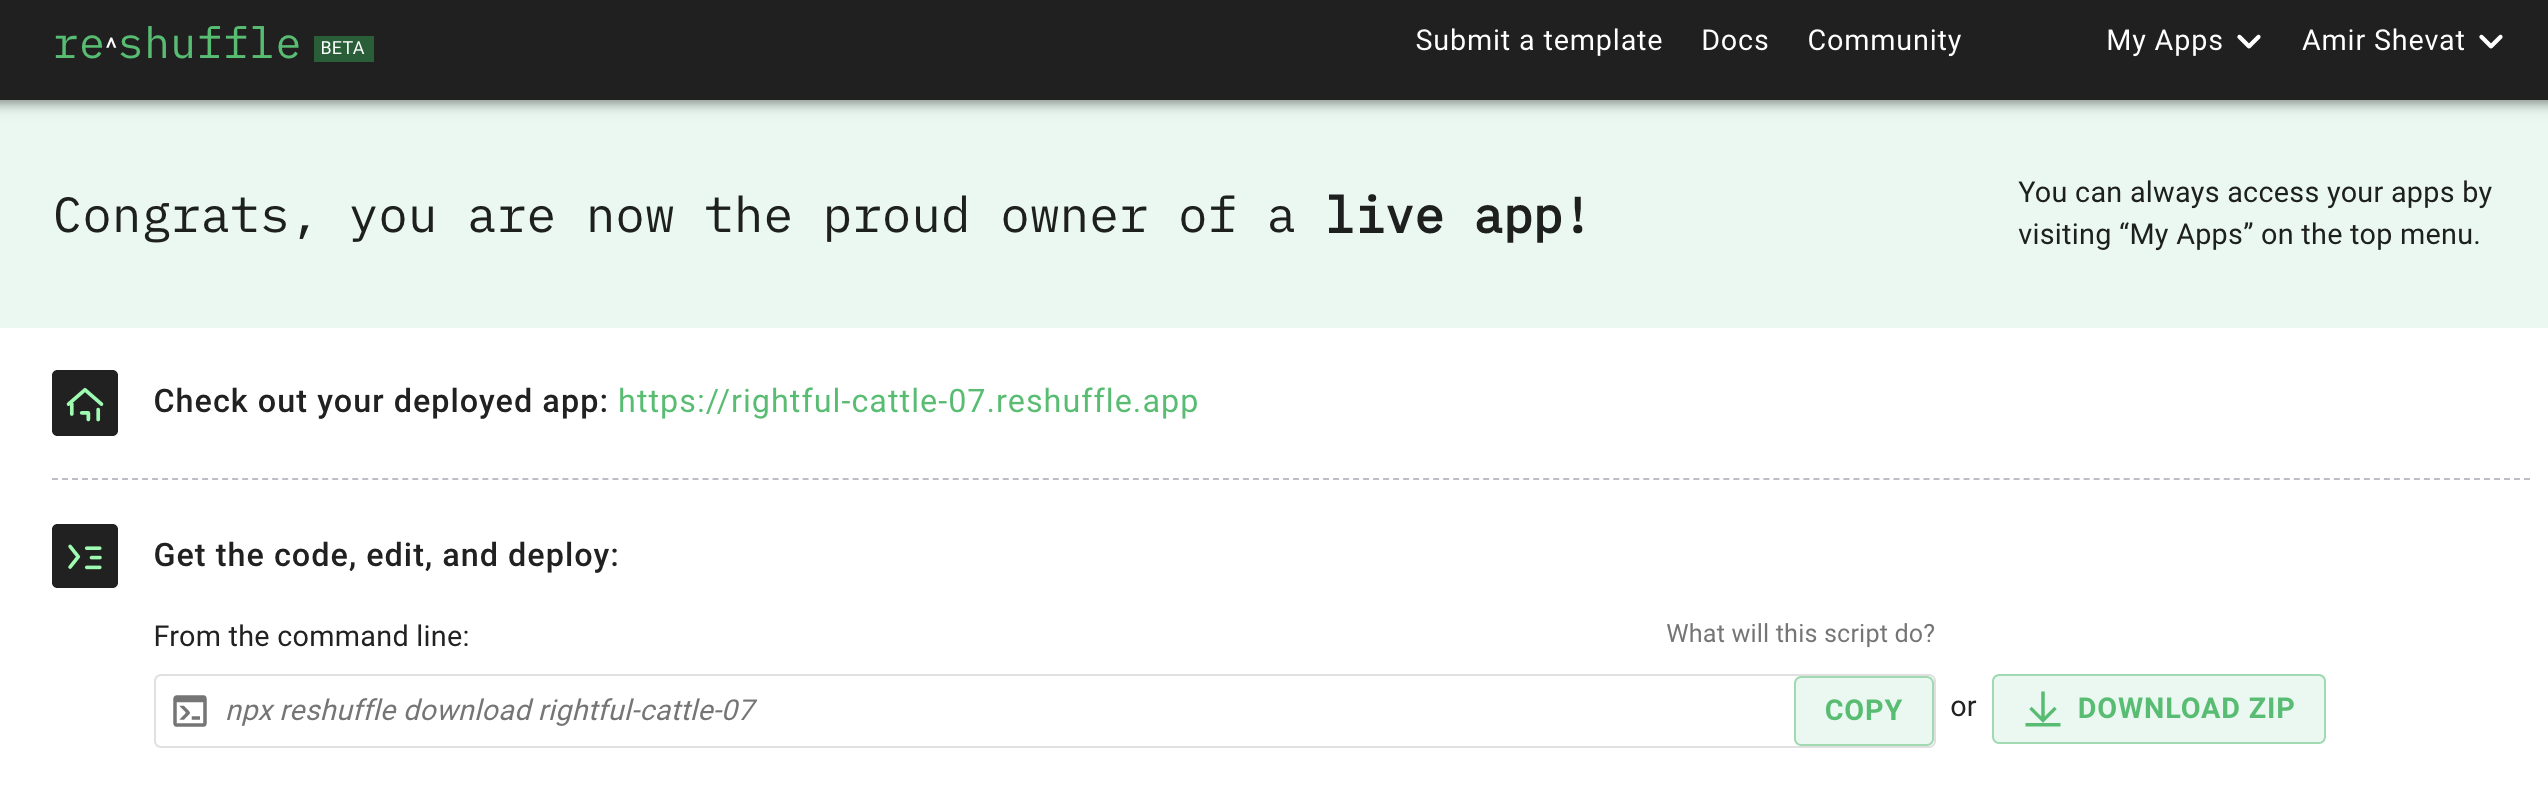 re^shuffle BETA
Submit a template Docs Community My Apps Amir Shevat
Congrats, you are now the proud owner of a live app!
You can always access your apps by
visiting “My Apps” on the top menu.
Check out your deployed app: https://rightful-cattle-07.reshuffle.app
Get the code, edit, and deploy:
From the command line:
What will this script do?
npx reshuffle download rightful-cattle-07
COPY
or
DOWNLOAD ZIP